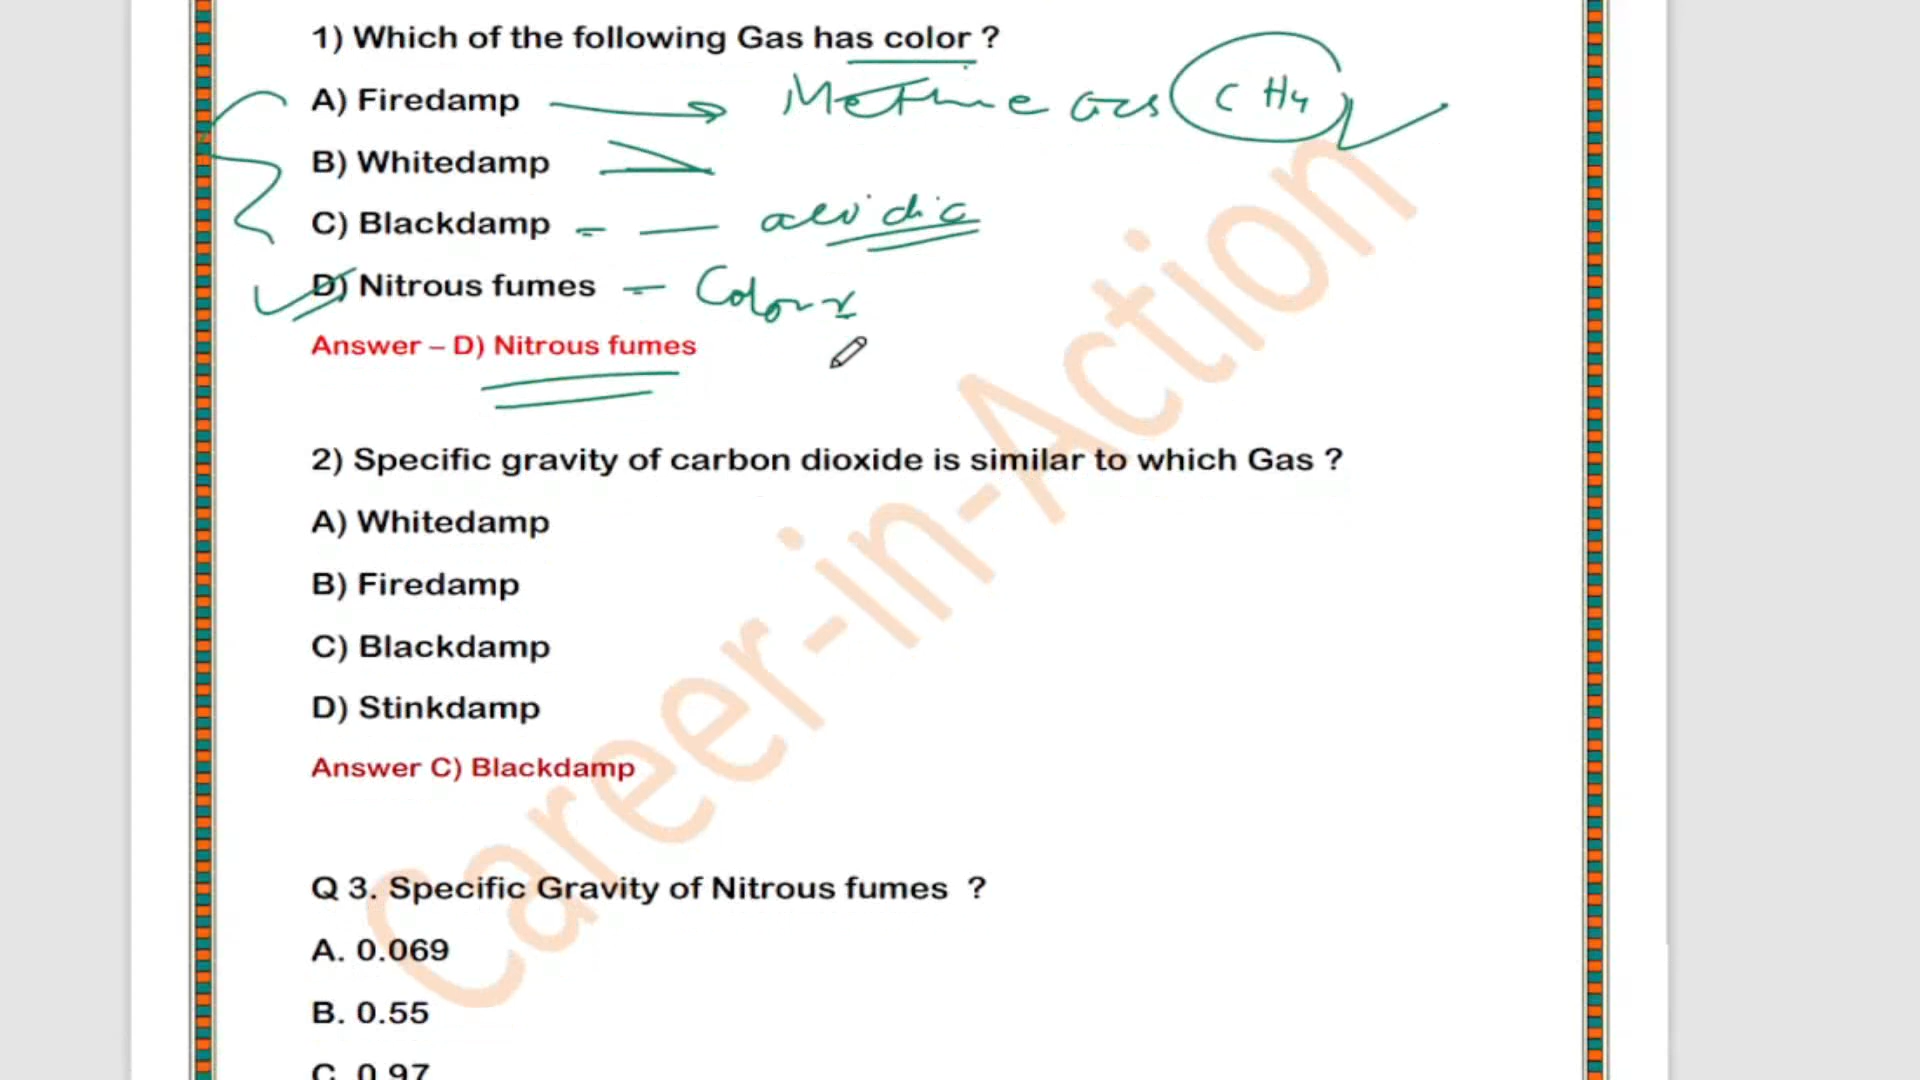 1) Which of the following Gas has color ?
A) Firedamp → Methine Gas CH4
B) Whitedamp
C) Blackdamp = —
D) Nitrous fumes — Colour
Answer – D) Nitrous fumes
2) Specific gravity of carbon dioxide is similar to which Gas ?
A) Whitedamp
B) Firedamp
C) Blackdamp
D) Stinkdamp
Answer C) Blackdamp
Q 3. Specific Gravity of Nitrous fumes ?
A. 0.069
B. 0.55
C. 0.97
Career-in-Action